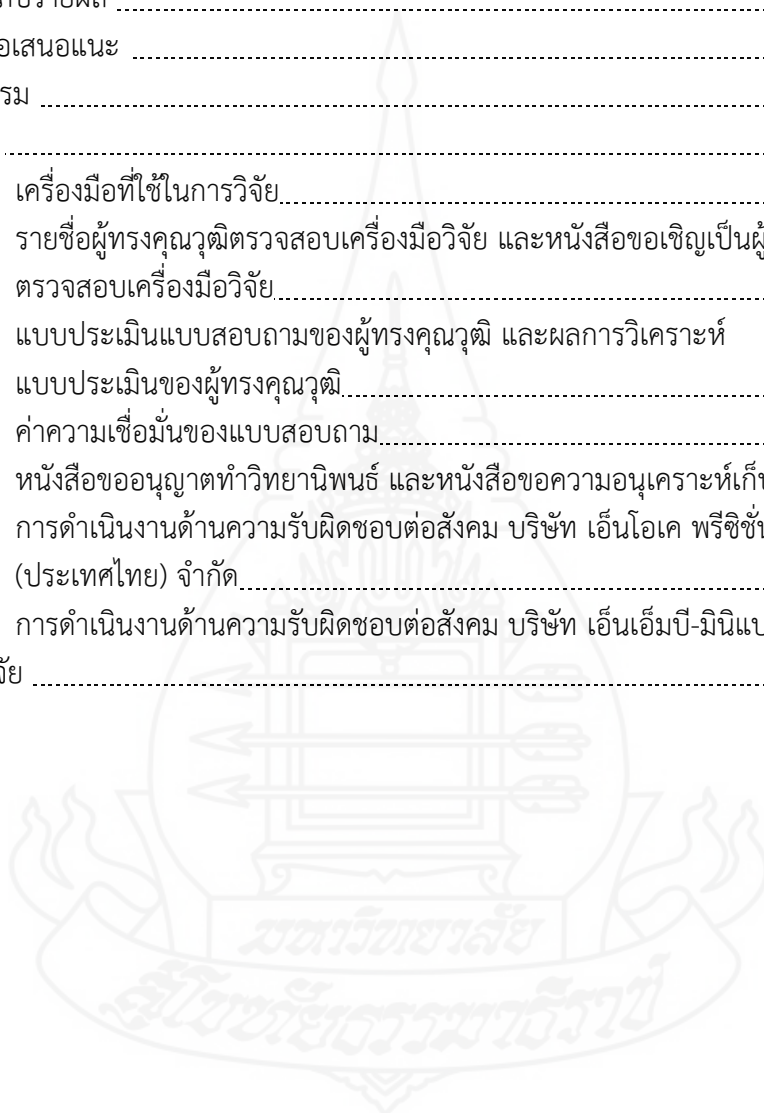 อเสนอแนะ
รม
เครื่องมือที่ใช้ในการวิจัย
รายชื่อผู้ทรงคุณวุฒิตรวจสอบเครื่องมือวิจัย และหนังสือขอเชิญเป็นผู้
ตรวจสอบเครื่องมือวิจัย
แบบประเมินแบบสอบถามของผู้ทรงคุณวุฒิ และผลการวิเคราะห์
แบบประเมินของผู้ทรงคุณวุฒิ
ค่าความเชื่อมั่นของแบบสอบถาม
หนังสือขออนุญาตทำวิทยานิพนธ์ และหนังสือขอความอนุเคราะห์เก็บ
การดำเนินงานด้านความรับผิดชอบต่อสังคม บริษัท เอ็นโอเค พรีซิชั่น
(ประเทศไทย) จำกัด
การดำเนินงานด้านความรับผิดชอบต่อสังคม บริษัท เอ็นเอ็มบี-มินิแบ
จัย
มหาวิทยาลัย
สุโขทัยธรรมาธิราช